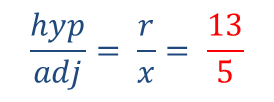 hyp/adj = r/x = 13/5